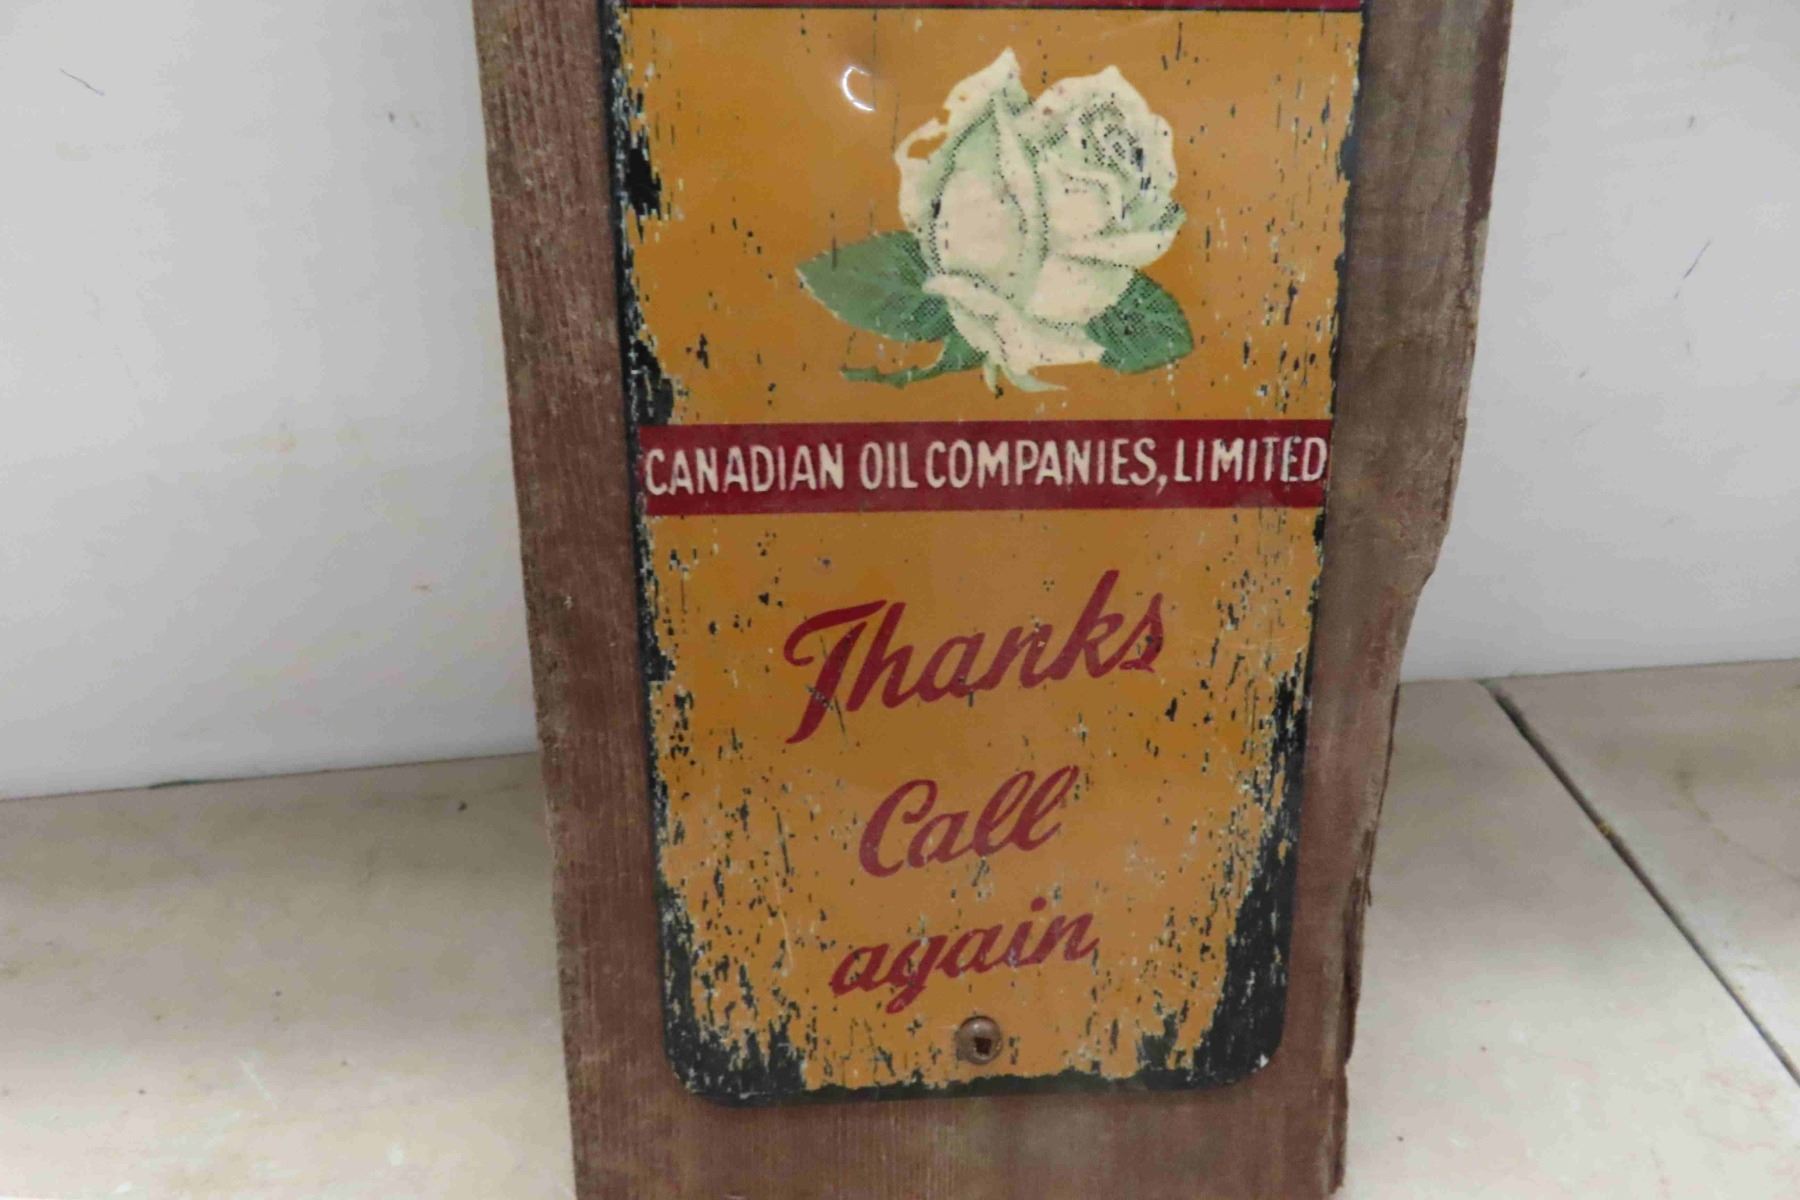 CANADIAN OIL COMPANIES, LIMITED
Thanks
Call
again